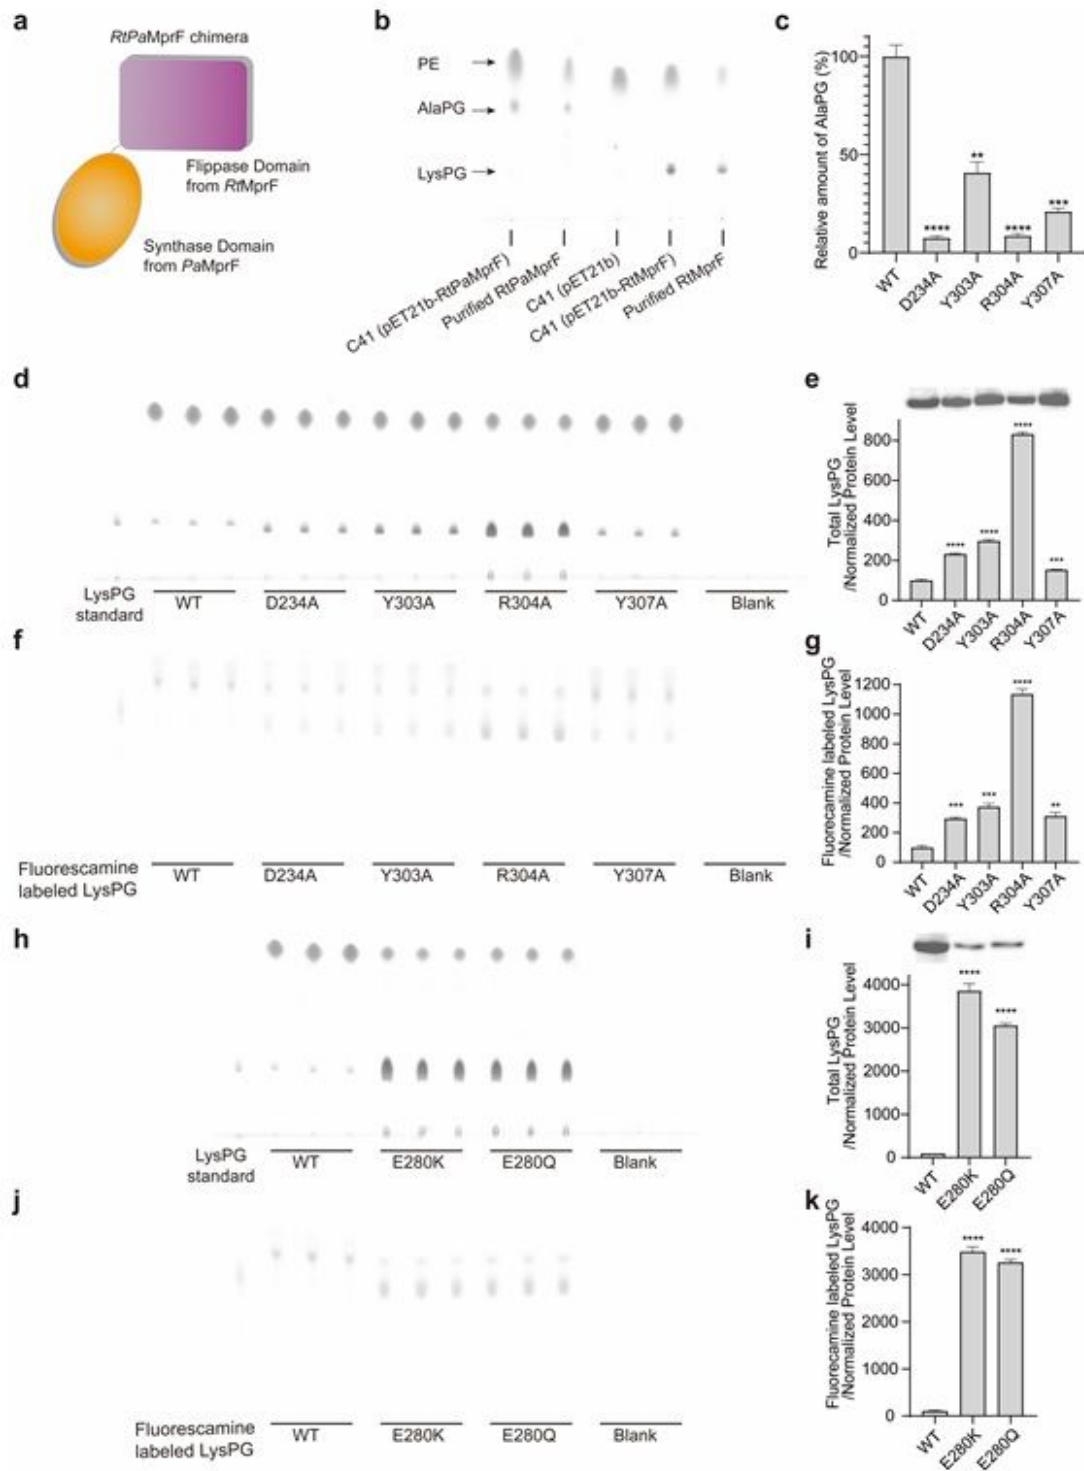 a
RtPaMprF chimera
Flippase Domain
from RtMprF
Synthase Domain
from PaMprF
b
PE
AlaPG
LysPG
C41 (pET21b-RtPaMprF)
Purified RtPaMprF
C41 (pET21b)
C41 (pET21b-RtMprF)
Purified RtMprF
c
Relative amount of AlaPG (%)
100
50
0
**
****
****
***
WT
D234A
Y303A
R304A
Y307A
d
LysPG
standard
WT
D234A
Y303A
R304A
Y307A
Blank
e
Total LysPG
/Normalized Protein Level
800
600
400
200
0
****
****
****
***
WT
D234A
Y303A
R304A
Y307A
f
Fluorescamine
labeled LysPG
WT
D234A
Y303A
R304A
Y307A
Blank
g
Fluorecamine labeled LysPG
/Normalized Protein Level
1200
1000
800
600
400
200
0
***
***
****
**
WT
D234A
Y303A
R304A
Y307A
h
LysPG
standard
WT
E280K
E280Q
Blank
i
Total LysPG
/Normalized Protein Level
4000
3000
2000
1000
0
****
****
WT
E280K
E280Q
j
Fluorescamine
labeled LysPG
WT
E280K
E280Q
Blank
k
Fluorecamine labeled LysPG
/Normalized Protein Level
4000
3000
2000
1000
0
****
****
WT
E280K
E280Q